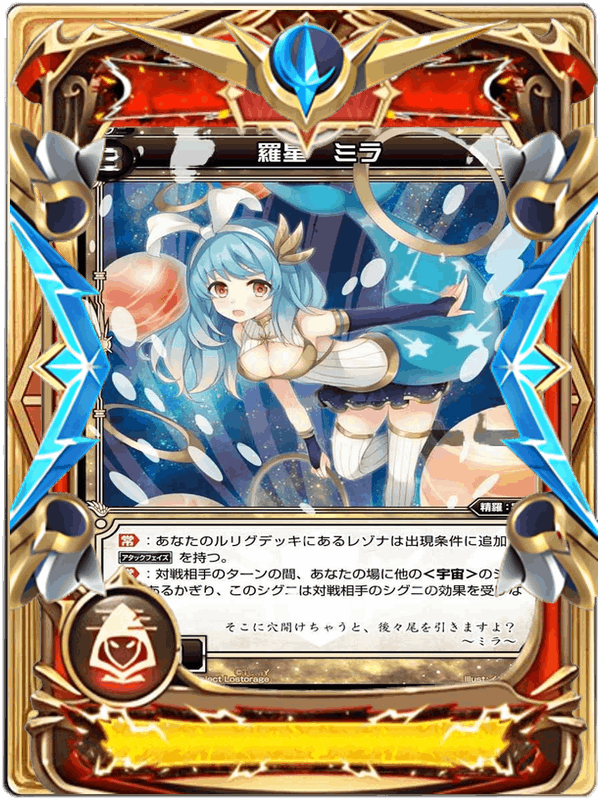 羅星 ミラ
精羅:
常:あなたのルリグデッキにあるレゾナは出現条件に追加
アタックフェイズ を持つ。
:対戦相手のターンの間、あなたの場に他の<宇宙>の
あるかぎり、このシグニは対戦相手のシグニの効果を受
そこに穴開けちゃうと、後々尾を引きますよ?
～ミラ～
Lostorage